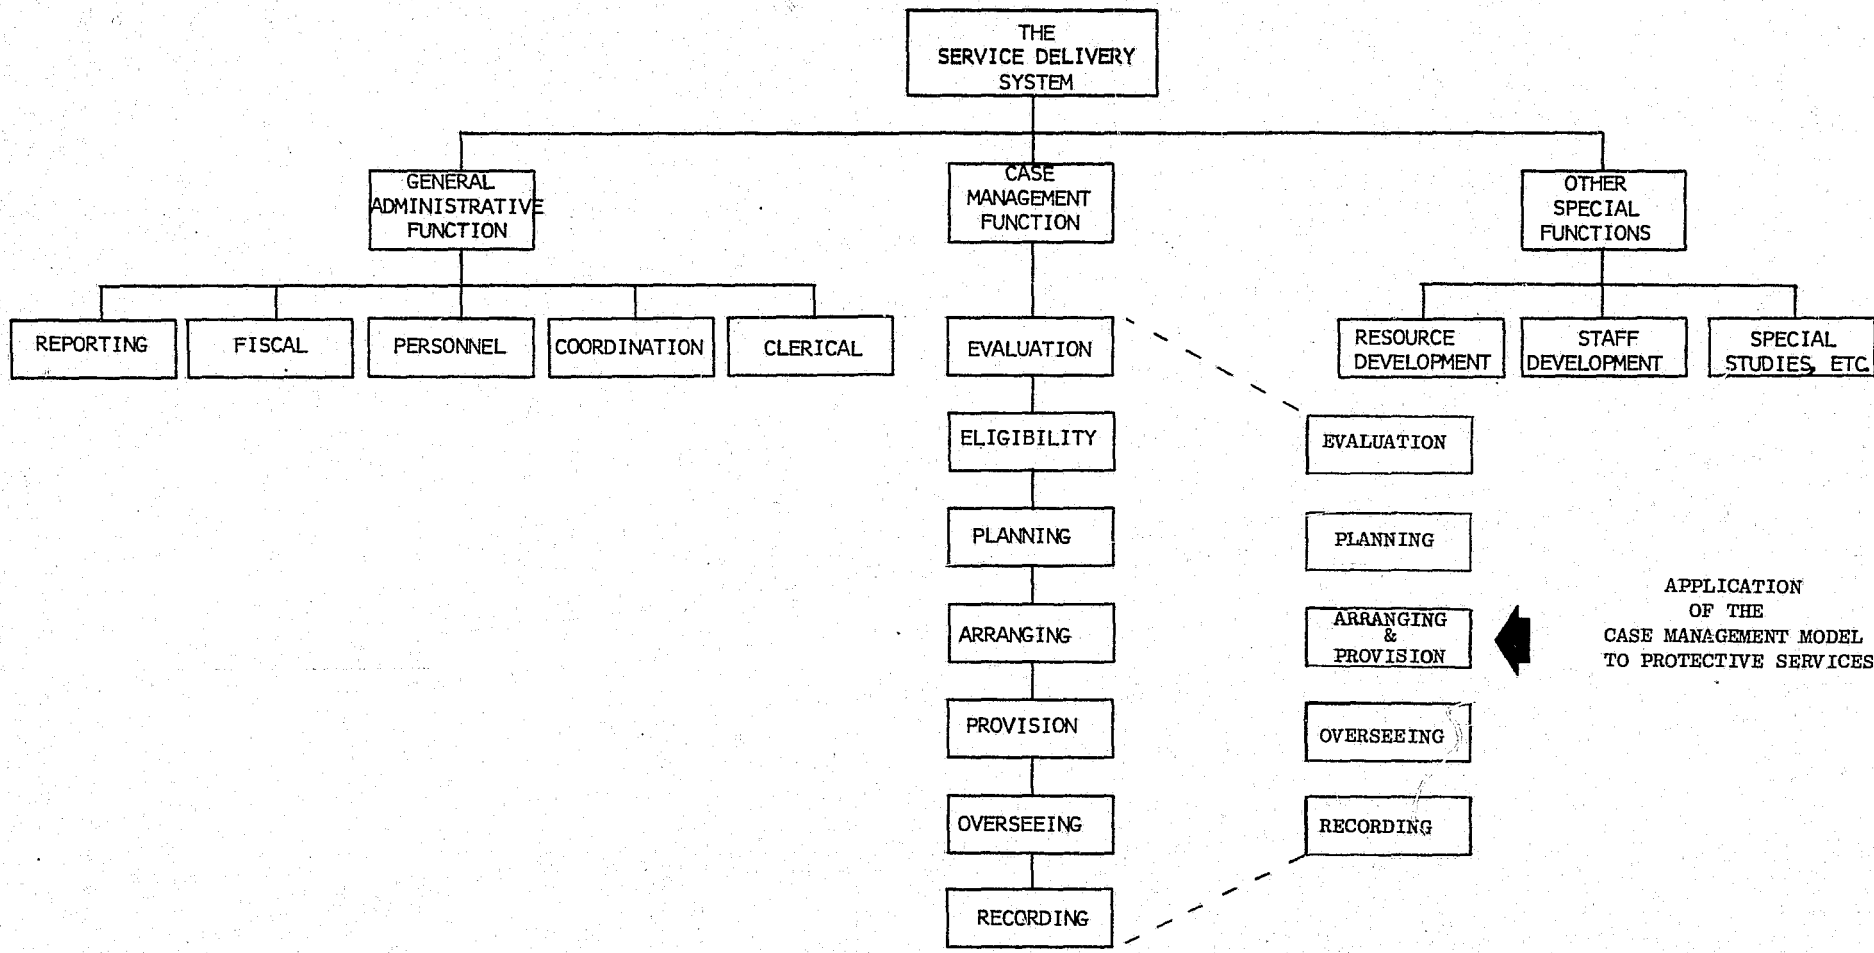 THE
SERVICE DELIVERY
SYSTEM
GENERAL
ADMINISTRATIVE
FUNCTION
CASE
MANAGEMENT
FUNCTION
OTHER
SPECIAL
FUNCTIONS
REPORTING
FISCAL
PERSONNEL
COORDINATION
CLERICAL
EVALUATION
ELIGIBILITY
PLANNING
ARRANGING
PROVISION
OVERSEEING
RECORDING
RESOURCE
DEVELOPMENT
STAFF
DEVELOPMENT
SPECIAL
STUDIES, ETC.
EVALUATION
PLANNING
ARRANGING
&
PROVISION
OVERSEEING
RECORDING
APPLICATION
OF THE
CASE MANAGEMENT MODEL
TO PROTECTIVE SERVICES